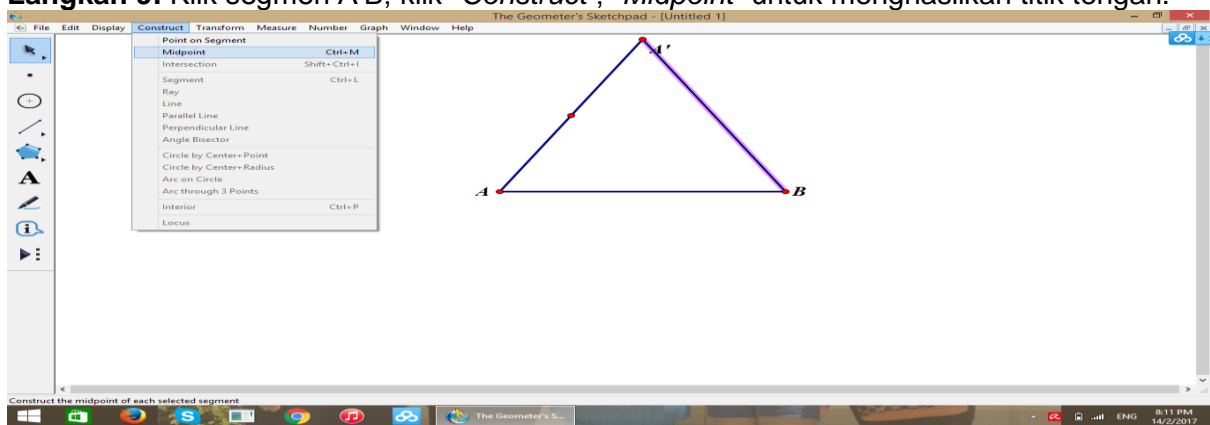 Langkah 9: Klik segmen A'B, klik "Construct", "Midpoint" untuk menghasilkan titik tengah.
The Geometer's Sketchpad - [Untitled 1]
File Edit Display Construct Transform Measure Number Graph Window Help
Point on Segment
Midpoint Ctrl+M
Intersection Shift+Ctrl+I
Segment Ctrl+L
Ray
Line
Parallel Line
Perpendicular Line
Angle Bisector
Circle by Center+Point
Circle by Center+Radius
Arc on Circle
Arc through 3 Points
Interior Ctrl+P
Locus
A'
A
B
A
Construct the midpoint of each selected segment
The Geometer's S...
ENG
8:11 PM
14/2/2017